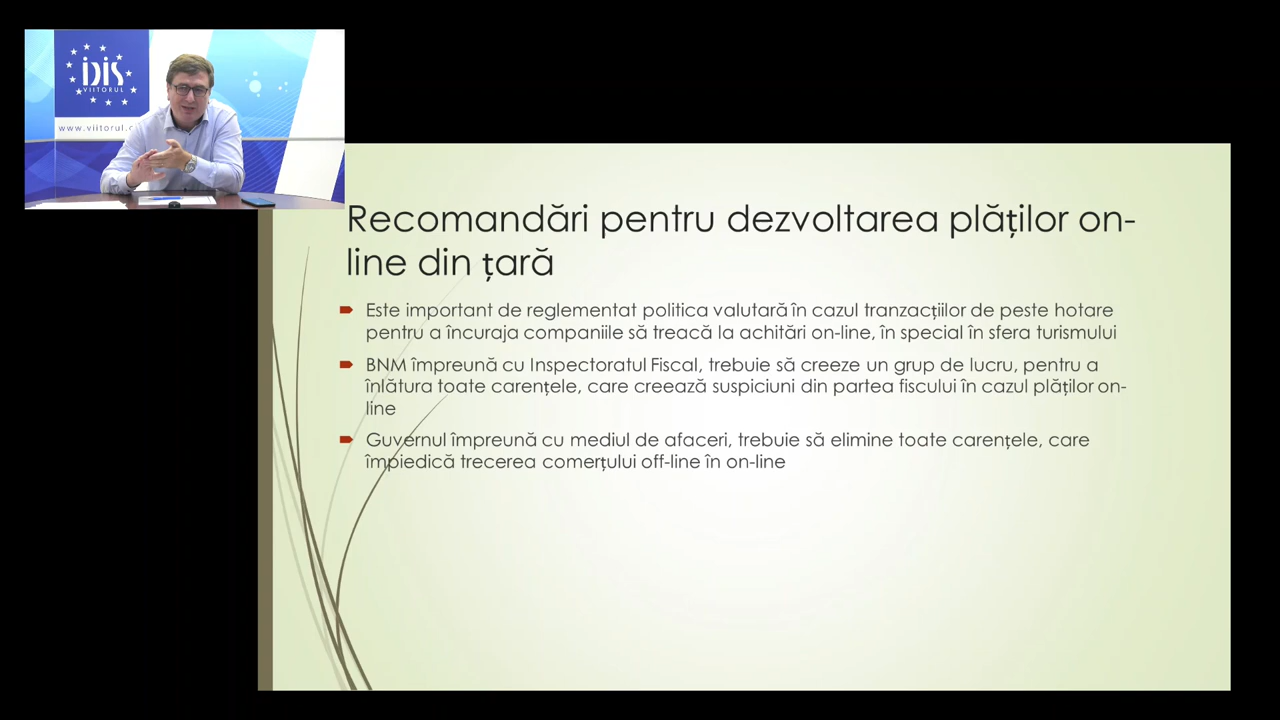 iDiS
VIITORUL
www.viitorul.
Recomandări pentru dezvoltarea plăților on-
line din țară
Este important de reglementat politica valutară în cazul tranzacțiilor de peste hotare
pentru a încuraja companiile să treacă la achitări on-line, în special în sfera turismului
BNM împreună cu Inspectoratul Fiscal, trebuie să creeze un grup de lucru, pentru a
înlătura toate carențele, care creează suspiciuni din partea fiscului în cazul plăților on-
line
Guvernul împreună cu mediul de afaceri, trebuie să elimine toate carențele, care
împiedică trecerea comerțului off-line în on-line